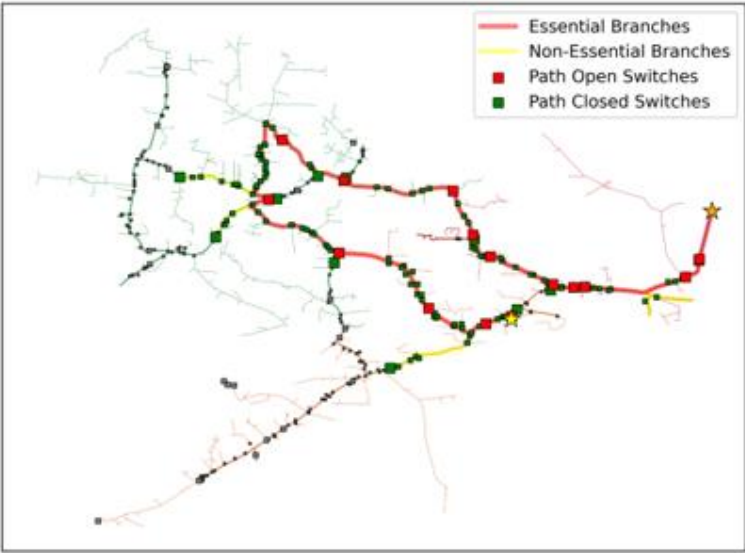 Essential Branches
Non-Essential Branches
Path Open Switches
Path Closed Switches